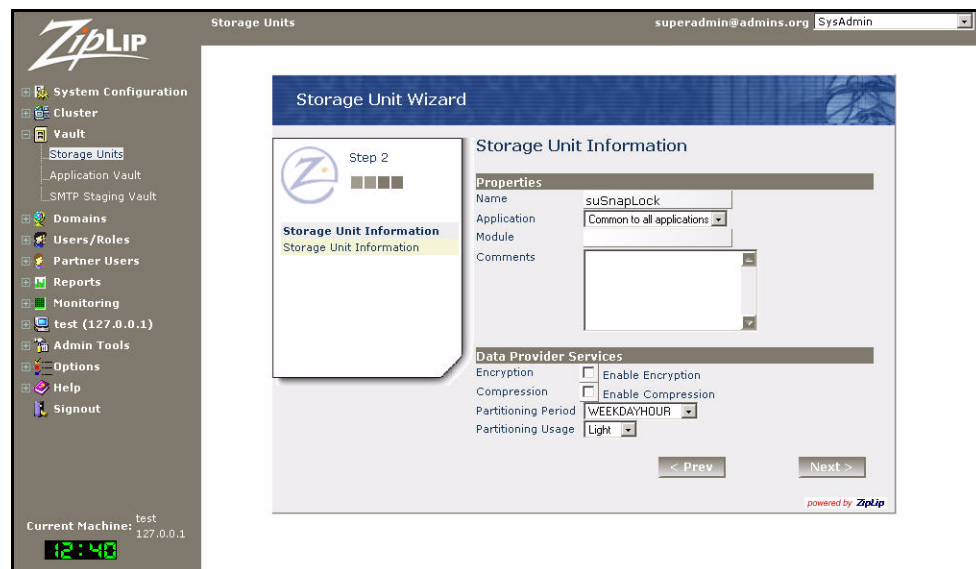 Storage Units
superadmin@admins.org SysAdmin
ZipLip
System Configuration
Cluster
Vault
Storage Units
Application Vault
SMTP Staging Vault
Domains
Users/Roles
Partner Users
Reports
Monitoring
test (127.0.0.1)
Admin Tools
Options
Help
Signout
Current Machine: test
127.0.0.1
12:40
Storage Unit Wizard
Step 2
Storage Unit Information
Storage Unit Information
Storage Unit Information
Properties
Name suSnapLock
Application Common to all applications
Module
Comments
Data Provider Services
Encryption Enable Encryption
Compression Enable Compression
Partitioning Period WEEKDAYHOUR
Partitioning Usage Light
< Prev Next >
powered by ZipLip